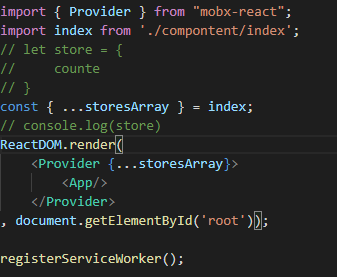 import { Provider } from "mobx-react";
import index from './compontent/index';
// let store = {
//     counte
// }
const { ...storesArray } = index;
// console.log(store)
ReactDOM.render(
    <Provider {...storesArray}>
        <App/>
    </Provider>
, document.getElementById('root'));
registerServiceWorker();